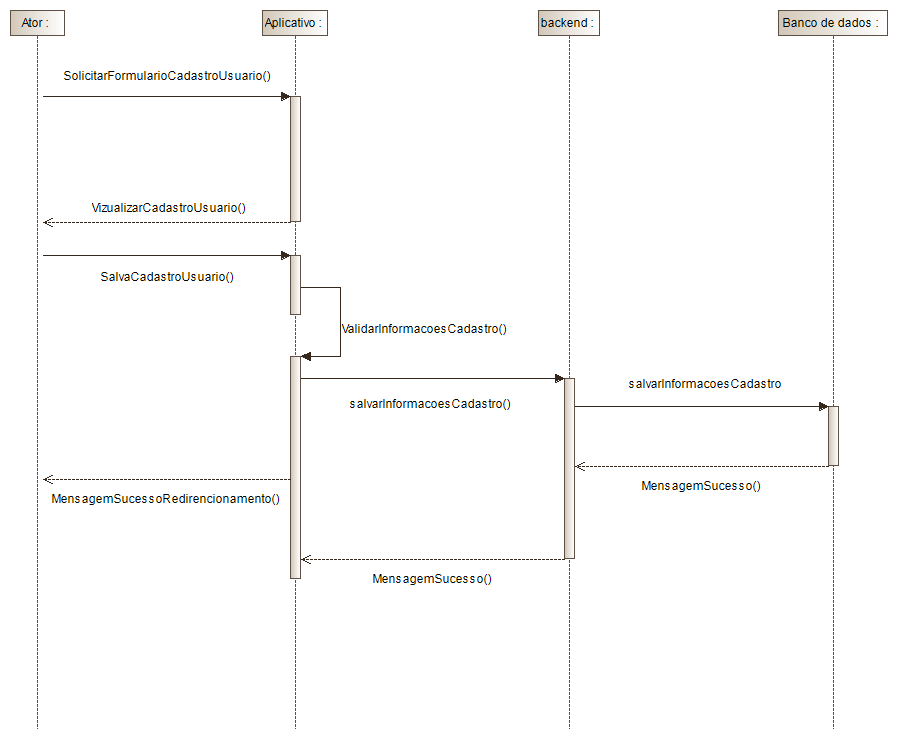 Ator :
Aplicativo :
backend :
Banco de dados :
SolicitarFormularioCadastroUsuario()
VizualizarCadastroUsuario()
SalvaCadastroUsuario()
ValidarInformacoesCadastro()
salvarInformacoesCadastro
salvarInformacoesCadastro()
MensagemSucesso()
MensagemSucessoRedirencionamento()
MensagemSucesso()